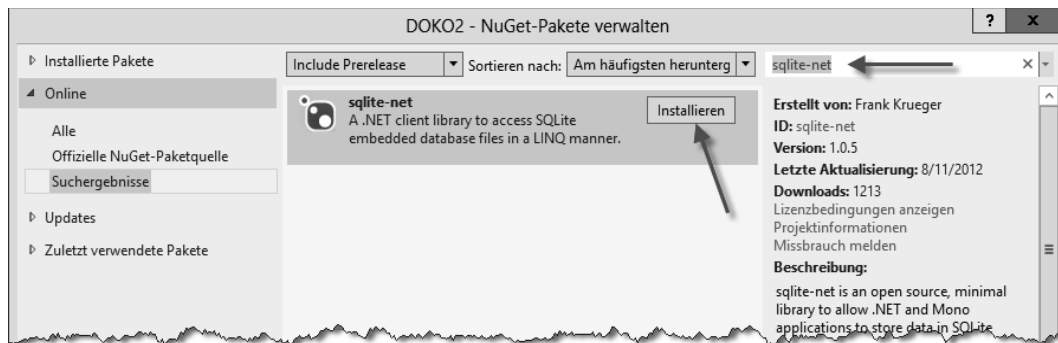 DOKO2 - NuGet-Pakete verwalten
? x
Installierte Pakete
Online
Alle
Offizielle NuGet-Paketquelle
Suchergebnisse
Updates
Zuletzt verwendete Pakete
Include Prerelease
Sortieren nach: Am häufigsten herunterg
sqlite-net
A .NET client library to access SQLite
embedded database files in a LINQ manner.
Installieren
sqlite-net
Erstellt von: Frank Krueger
ID: sqlite-net
Version: 1.0.5
Letzte Aktualisierung: 8/11/2012
Downloads: 1213
Lizenzbedingungen anzeigen
Projektinformationen
Missbrauch melden
Beschreibung:
sqlite-net is an open source, minimal
library to allow .NET and Mono
applications to store data in SQLite